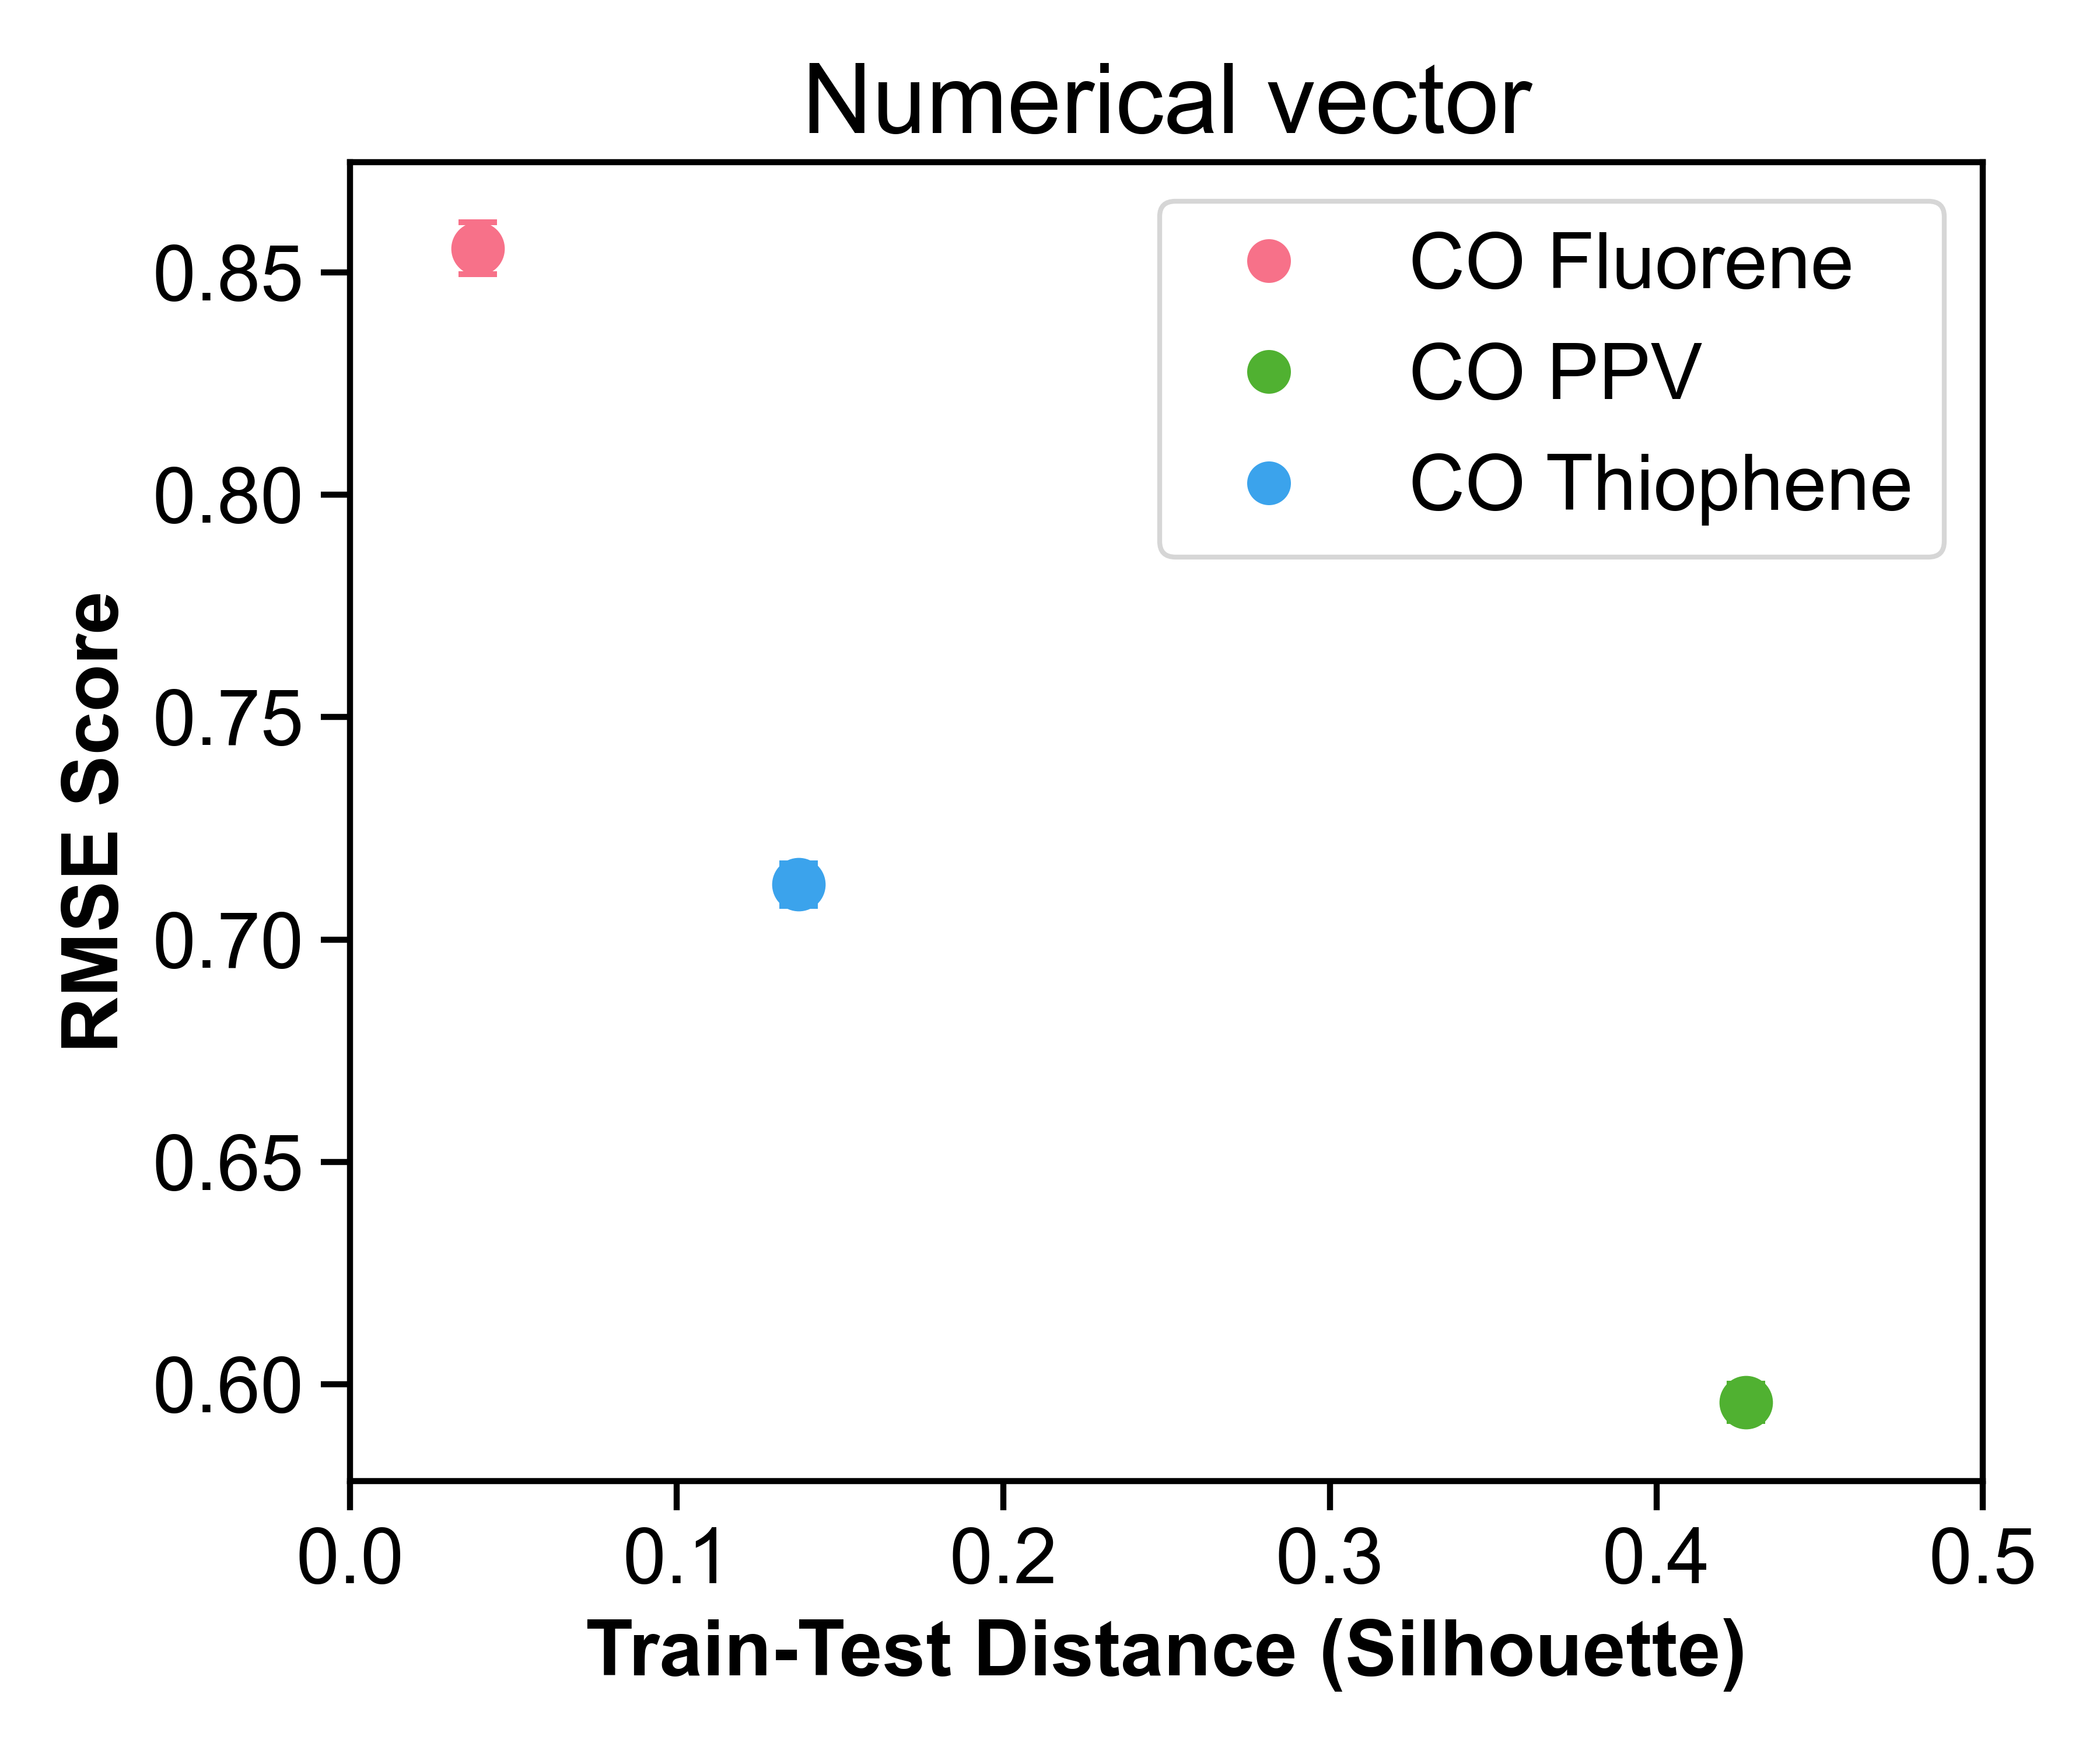 Numerical vector
CO Fluorene
CO PPV
CO Thiophene
RMSE Score
0.85
0.80
0.75
0.70
0.65
0.60
0.0 0.1 0.2 0.3 0.4 0.5
Train-Test Distance (Silhouette)